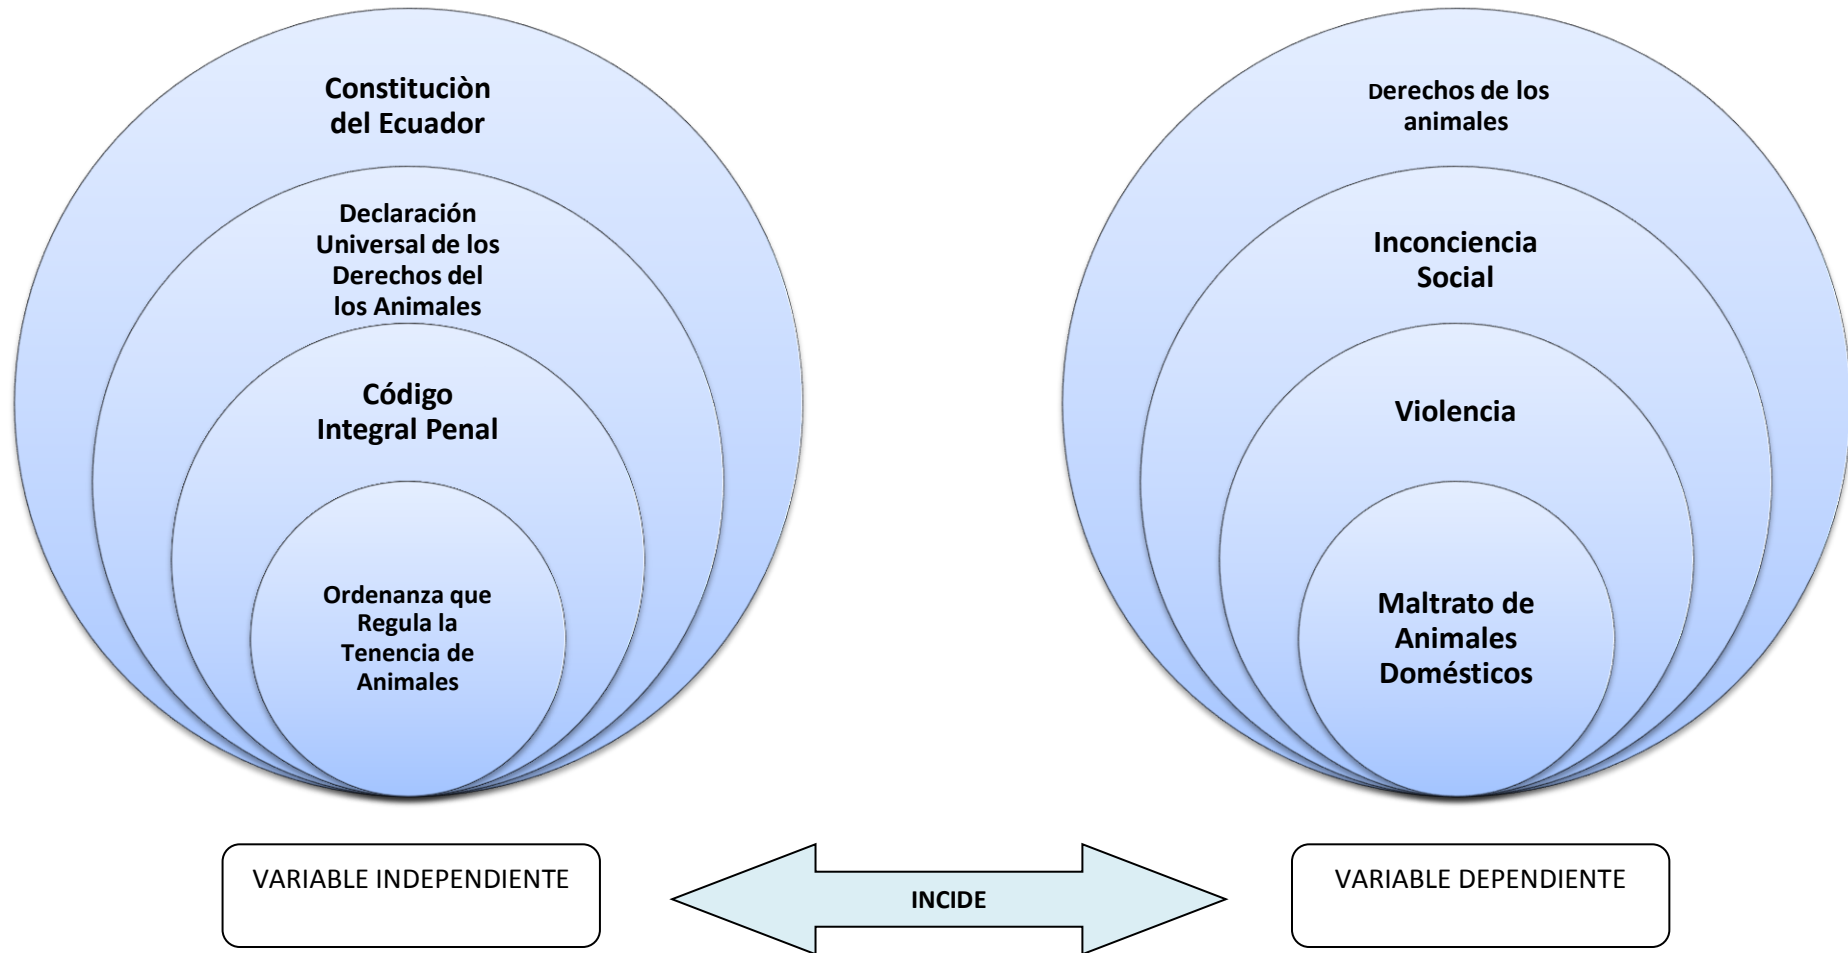 Constituciòn
del Ecuador
Declaración
Universal de los
Derechos del
los Animales
Código
Integral Penal
Ordenanza que
Regula la
Tenencia de
Animales
Derechos de los
animales
Inconciencia
Social
Violencia
Maltrato de
Animales
Domésticos
VARIABLE INDEPENDIENTE
INCIDE
VARIABLE DEPENDIENTE